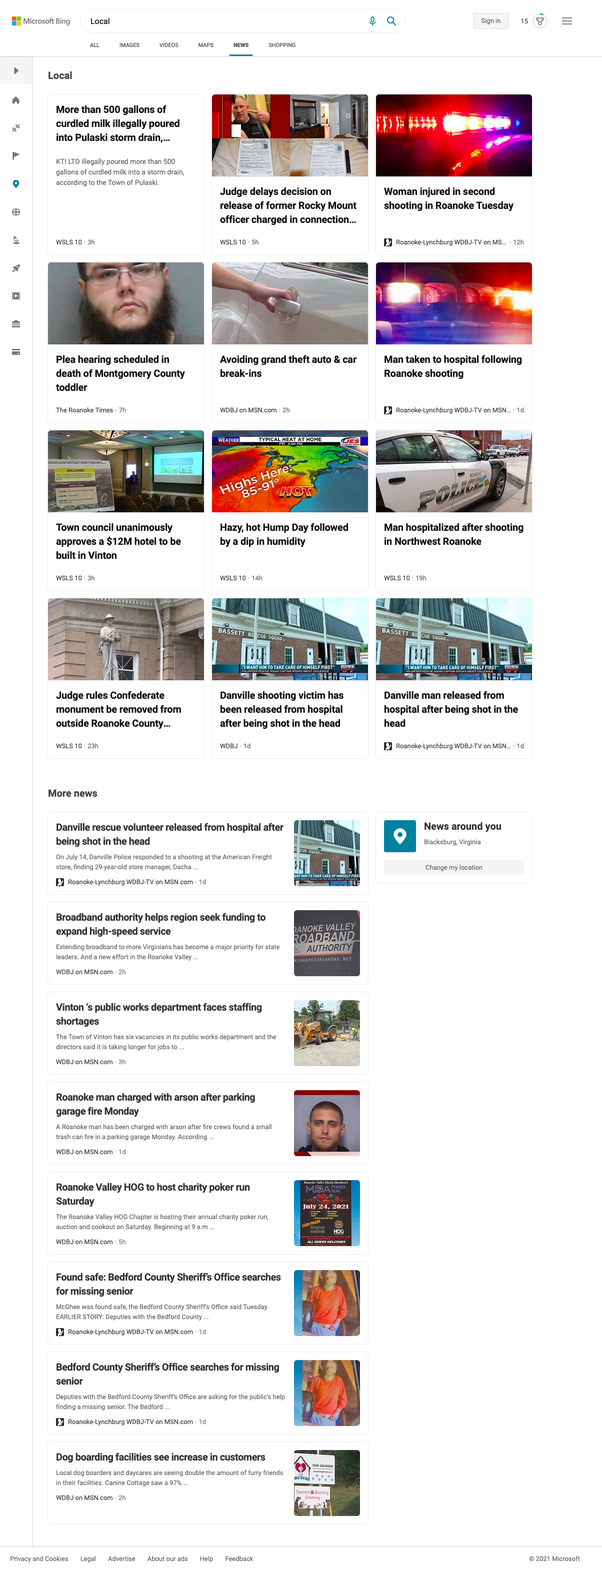 Microsoft Bing
Local
Sign in
15
ALL
IMAGES
VIDEOS
MAPS
NEWS
SHOPPING
Local
More than 500 gallons of
curdled milk illegally poured
into Pulaski storm drain,...
KTI LTD illegally poured more than 500
gallons of curdled milk into a storm drain,
according to the Town of Pulaski.
WSLS 10 · 3h
Judge delays decision on
release of former Rocky Mount
officer charged in connection...
WSLS 10 · 5h
Woman injured in second
shooting in Roanoke Tuesday
Roanoke-Lynchburg WDBJ-TV on MS... · 12h
Plea hearing scheduled in
death of Montgomery County
toddler
The Roanoke Times · 7h
Avoiding grand theft auto & car
break-ins
WDBJ on MSN.com · 2h
Man taken to hospital following
Roanoke shooting
Roanoke-Lynchburg WDBJ-TV on MSN... · 1d
Town council unanimously
approves a $12M hotel to be
built in Vinton
WSLS 10 · 3h
WEATHER
TYPICAL HEAT AT HOME
Highs Here:
85-91°
HOT!
Hazy, hot Hump Day followed
by a dip in humidity
WSLS 10 · 14h
POLICE
Man hospitalized after shooting
in Northwest Roanoke
WSLS 10 · 19h
Judge rules Confederate
monument be removed from
outside Roanoke County...
WSLS 10 · 23h
BASSETT RESCUE SQUAD
"I WANT HIM TO TAKE CARE OF HIMSELF FIRST"
Danville shooting victim has
been released from hospital
after being shot in the head
WDBJ · 1d
BASSETT RESCUE SQUAD
"I WANT HIM TO TAKE CARE OF HIMSELF FIRST"
Danville man released from
hospital after being shot in the
head
Roanoke-Lynchburg WDBJ-TV on MSN... · 1d
More news
Danville rescue volunteer released from hospital after
being shot in the head
On July 14, Danville Police responded to a shooting at the American Freight
store, finding 29-year-old store manager, Dacha ...
Roanoke-Lynchburg WDBJ-TV on MSN.com · 1d
News around you
Blacksburg, Virginia
Change my location
Broadband authority helps region seek funding to
expand high-speed service
Extending broadband to more Virginians has become a major priority for state
leaders. And a new effort in the Roanoke Valley ...
WDBJ on MSN.com · 2h
ROANOKE VALLEY
BROADBAND
AUTHORITY
Vinton 's public works department faces staffing
shortages
The Town of Vinton has six vacancies in its public works department and the
directors said it is taking longer for jobs to ...
WDBJ on MSN.com · 3h
Roanoke man charged with arson after parking
garage fire Monday
A Roanoke man has been charged with arson after fire crews found a small
trash can fire in a parking garage Monday. According ...
WDBJ on MSN.com · 1d
Roanoke Valley HOG to host charity poker run
Saturday
The Roanoke Valley HOG Chapter is hosting their annual charity poker run,
auction and cookout on Saturday. Beginning at 9 a.m ...
WDBJ on MSN.com · 5h
MDA
July 24, 2021
ALL RIDERS WELCOME!
Found safe: Bedford County Sheriff's Office searches
for missing senior
McGhee was found safe, the Bedford County Sheriff's Office said Tuesday.
EARLIER STORY: Deputies with the Bedford County ...
Roanoke-Lynchburg WDBJ-TV on MSN.com · 1d
Bedford County Sheriff's Office searches for missing
senior
Deputies with the Bedford County Sheriff's Office are asking for the public's help
finding a missing senior. The Bedford ...
Roanoke-Lynchburg WDBJ-TV on MSN.com · 1d
Dog boarding facilities see increase in customers
Local dog boarders and daycares are seeing double the amount of furry friends
in their facilities. Canine Cottage saw a 97% ...
WDBJ on MSN.com · 2h
Privacy and Cookies
Legal
Advertise
About our ads
Help
Feedback
© 2021 Microsoft